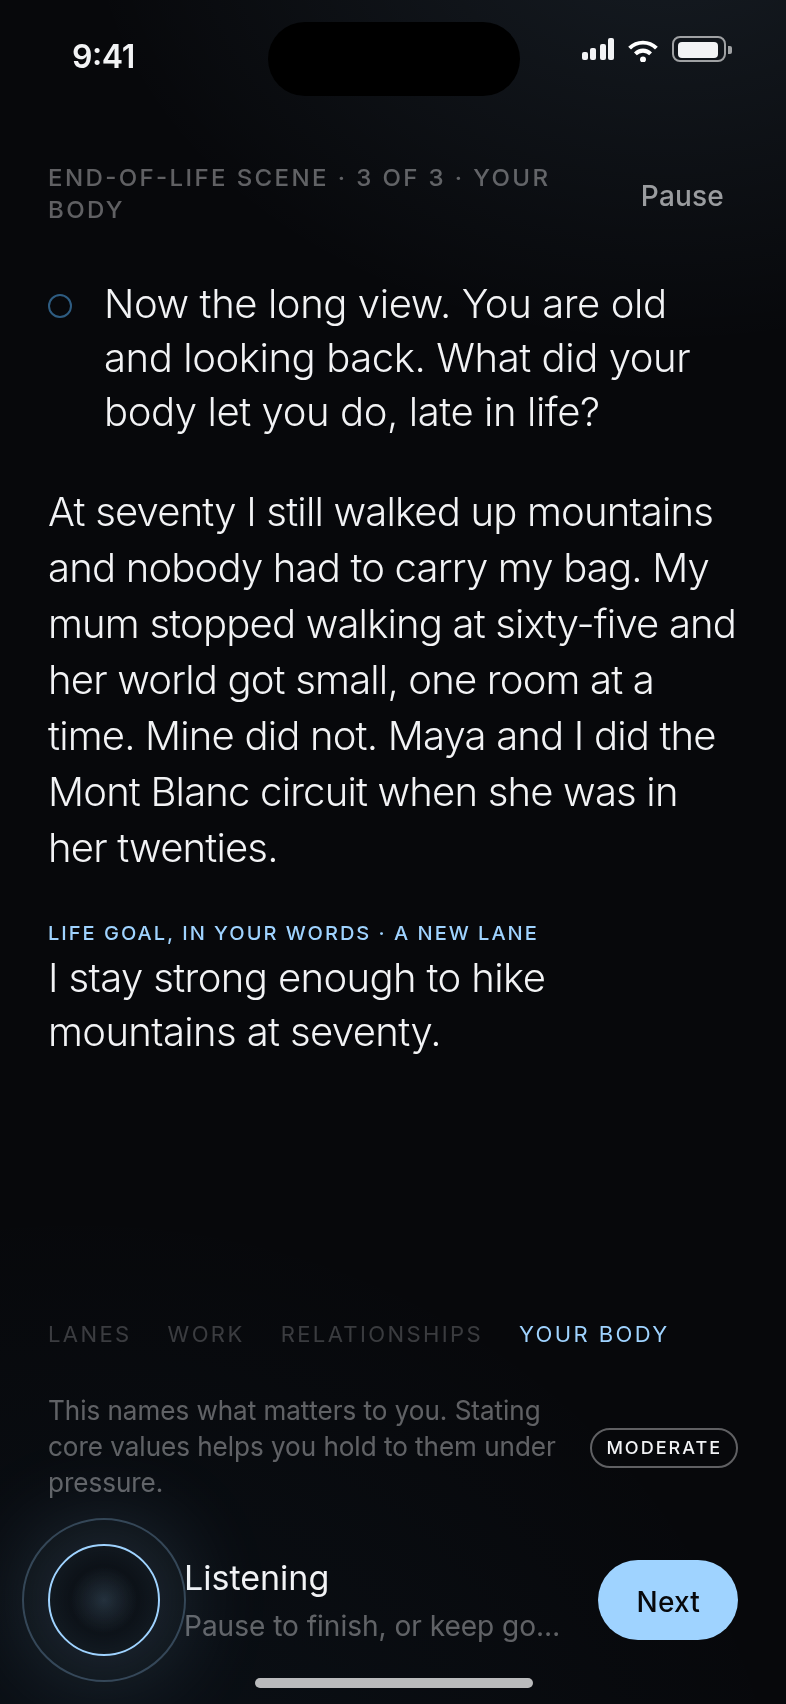 9:41
END-OF-LIFE SCENE · 3 OF 3 · YOUR
BODY
Pause
Now the long view. You are old
and looking back. What did your
body let you do, late in life?
At seventy I still walked up mountains
and nobody had to carry my bag. My
mum stopped walking at sixty-five and
her world got small, one room at a
time. Mine did not. Maya and I did the
Mont Blanc circuit when she was in
her twenties.
LIFE GOAL, IN YOUR WORDS · A NEW LANE
I stay strong enough to hike
mountains at seventy.
LANES WORK RELATIONSHIPS YOUR BODY
This names what matters to you. Stating
core values helps you hold to them under
pressure.
MODERATE
Listening
Pause to finish, or keep go...
Next